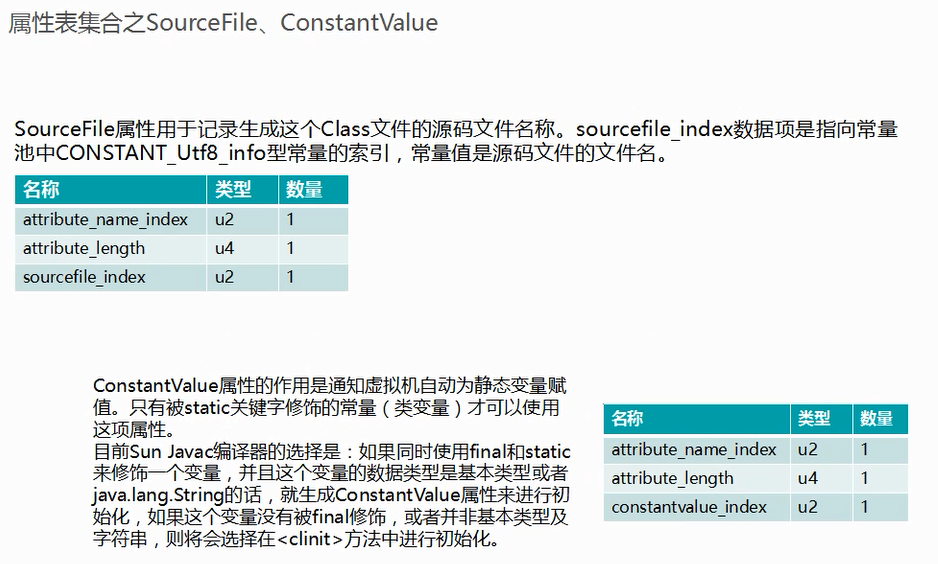 属性表集合之SourceFile、ConstantValue
SourceFile属性用于记录生成这个Class文件的源码文件名称。sourcefile_index数据项是指向常量
池中CONSTANT_Utf8_info型常量的索引，常量值是源码文件的文件名。
名称 类型 数量
attribute_name_index u2 1
attribute_length u4 1
sourcefile_index u2 1
ConstantValue属性的作用是通知虚拟机自动为静态变量赋
值。只有被static关键字修饰的常量（类变量）才可以使用
这项属性。
目前Sun Javac编译器的选择是：如果同时使用final和static
来修饰一个变量，并且这个变量的数据类型是基本类型或者
java.lang.String的话，就生成ConstantValue属性来进行初
始化，如果这个变量没有被final修饰，或者并非基本类型及
字符串，则将会选择在<clinit>方法中进行初始化。
名称 类型 数量
attribute_name_index u2 1
attribute_length u4 1
constantvalue_index u2 1